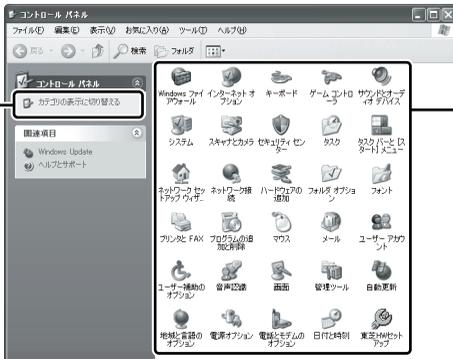 コントロール パネル
ファイル(F) 編集(E) 表示(V) お気に入り(A) ツール(T) ヘルプ(H)
戻る 検索 フォルダ
コントロール パネル
カテゴリの表示に切り替える
関連項目
Windows Update
ヘルプとサポート
Windows ファイ
アウォール
インターネット オ
プション
キーボード
ゲーム コントロ
ーラ
サウンドとオーデ
ィオ デバイス
システム
スキャナとカメラ
セキュリティ セン
ター
タスク
タスク バーと [ス
タート] メニュー
ネットワーク セッ
トアップ ウィザ...
ネットワーク接
続
ハードウェアの
追加
フォルダ オプショ
ン
フォント
プリンタと FAX
プログラムの追
加と削除
マウス
メール
ユーザー アカウ
ント
ユーザー補助の
オプション
音声認識
画面
管理ツール
自動更新
地域と言語の
オプション
電源オプション
電話とモデムの
オプション
日付と時刻
東芝HWセット
アップ